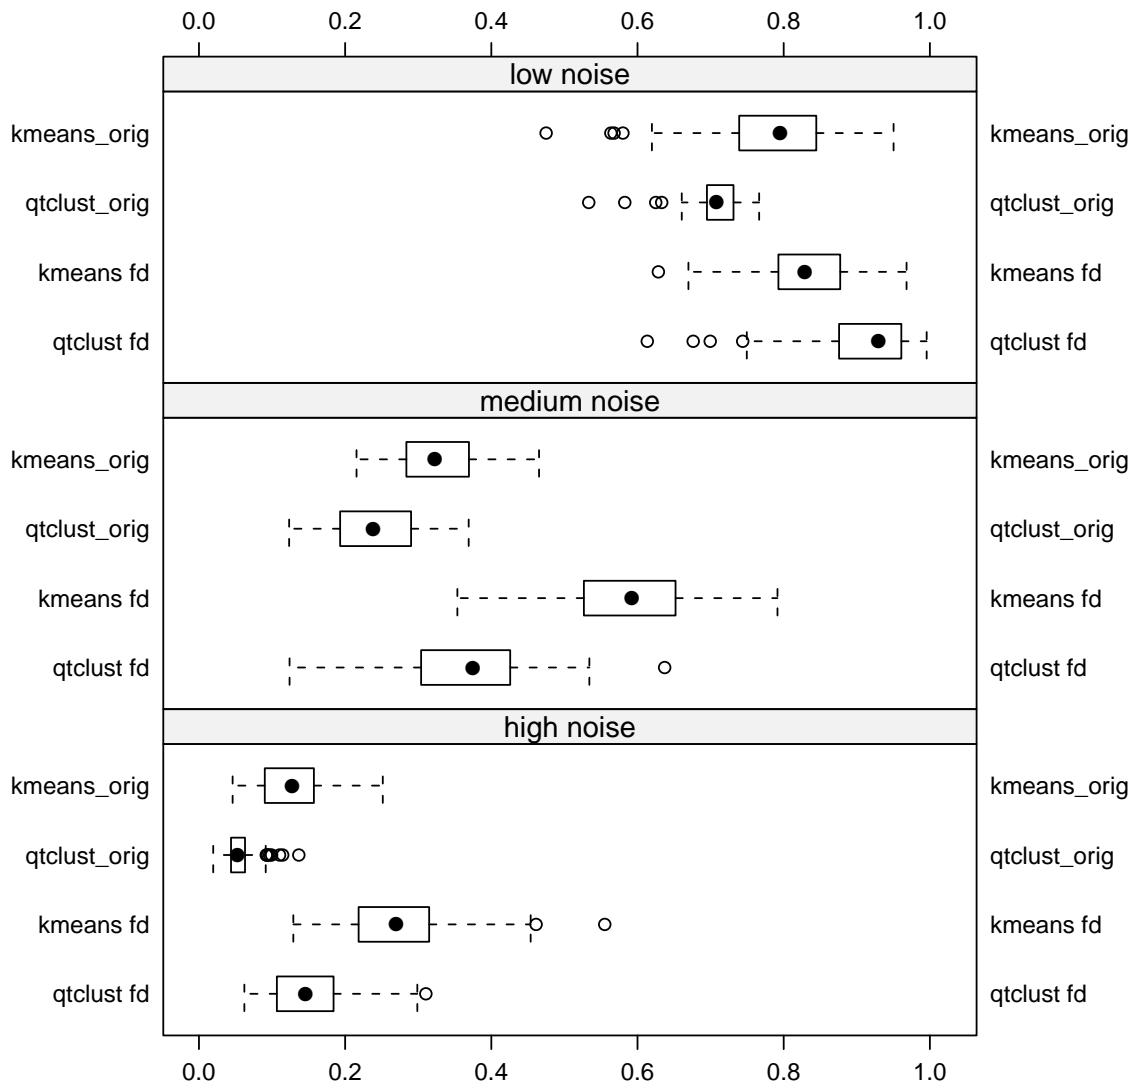 0.0 0.2 0.4 0.6 0.8 1.0
low noise
kmeans_orig kmeans_orig
qtclust_orig qtclust_orig
kmeans fd kmeans fd
qtclust fd qtclust fd
medium noise
kmeans_orig kmeans_orig
qtclust_orig qtclust_orig
kmeans fd kmeans fd
qtclust fd qtclust fd
high noise
kmeans_orig kmeans_orig
qtclust_orig qtclust_orig
kmeans fd kmeans fd
qtclust fd qtclust fd
0.0 0.2 0.4 0.6 0.8 1.0